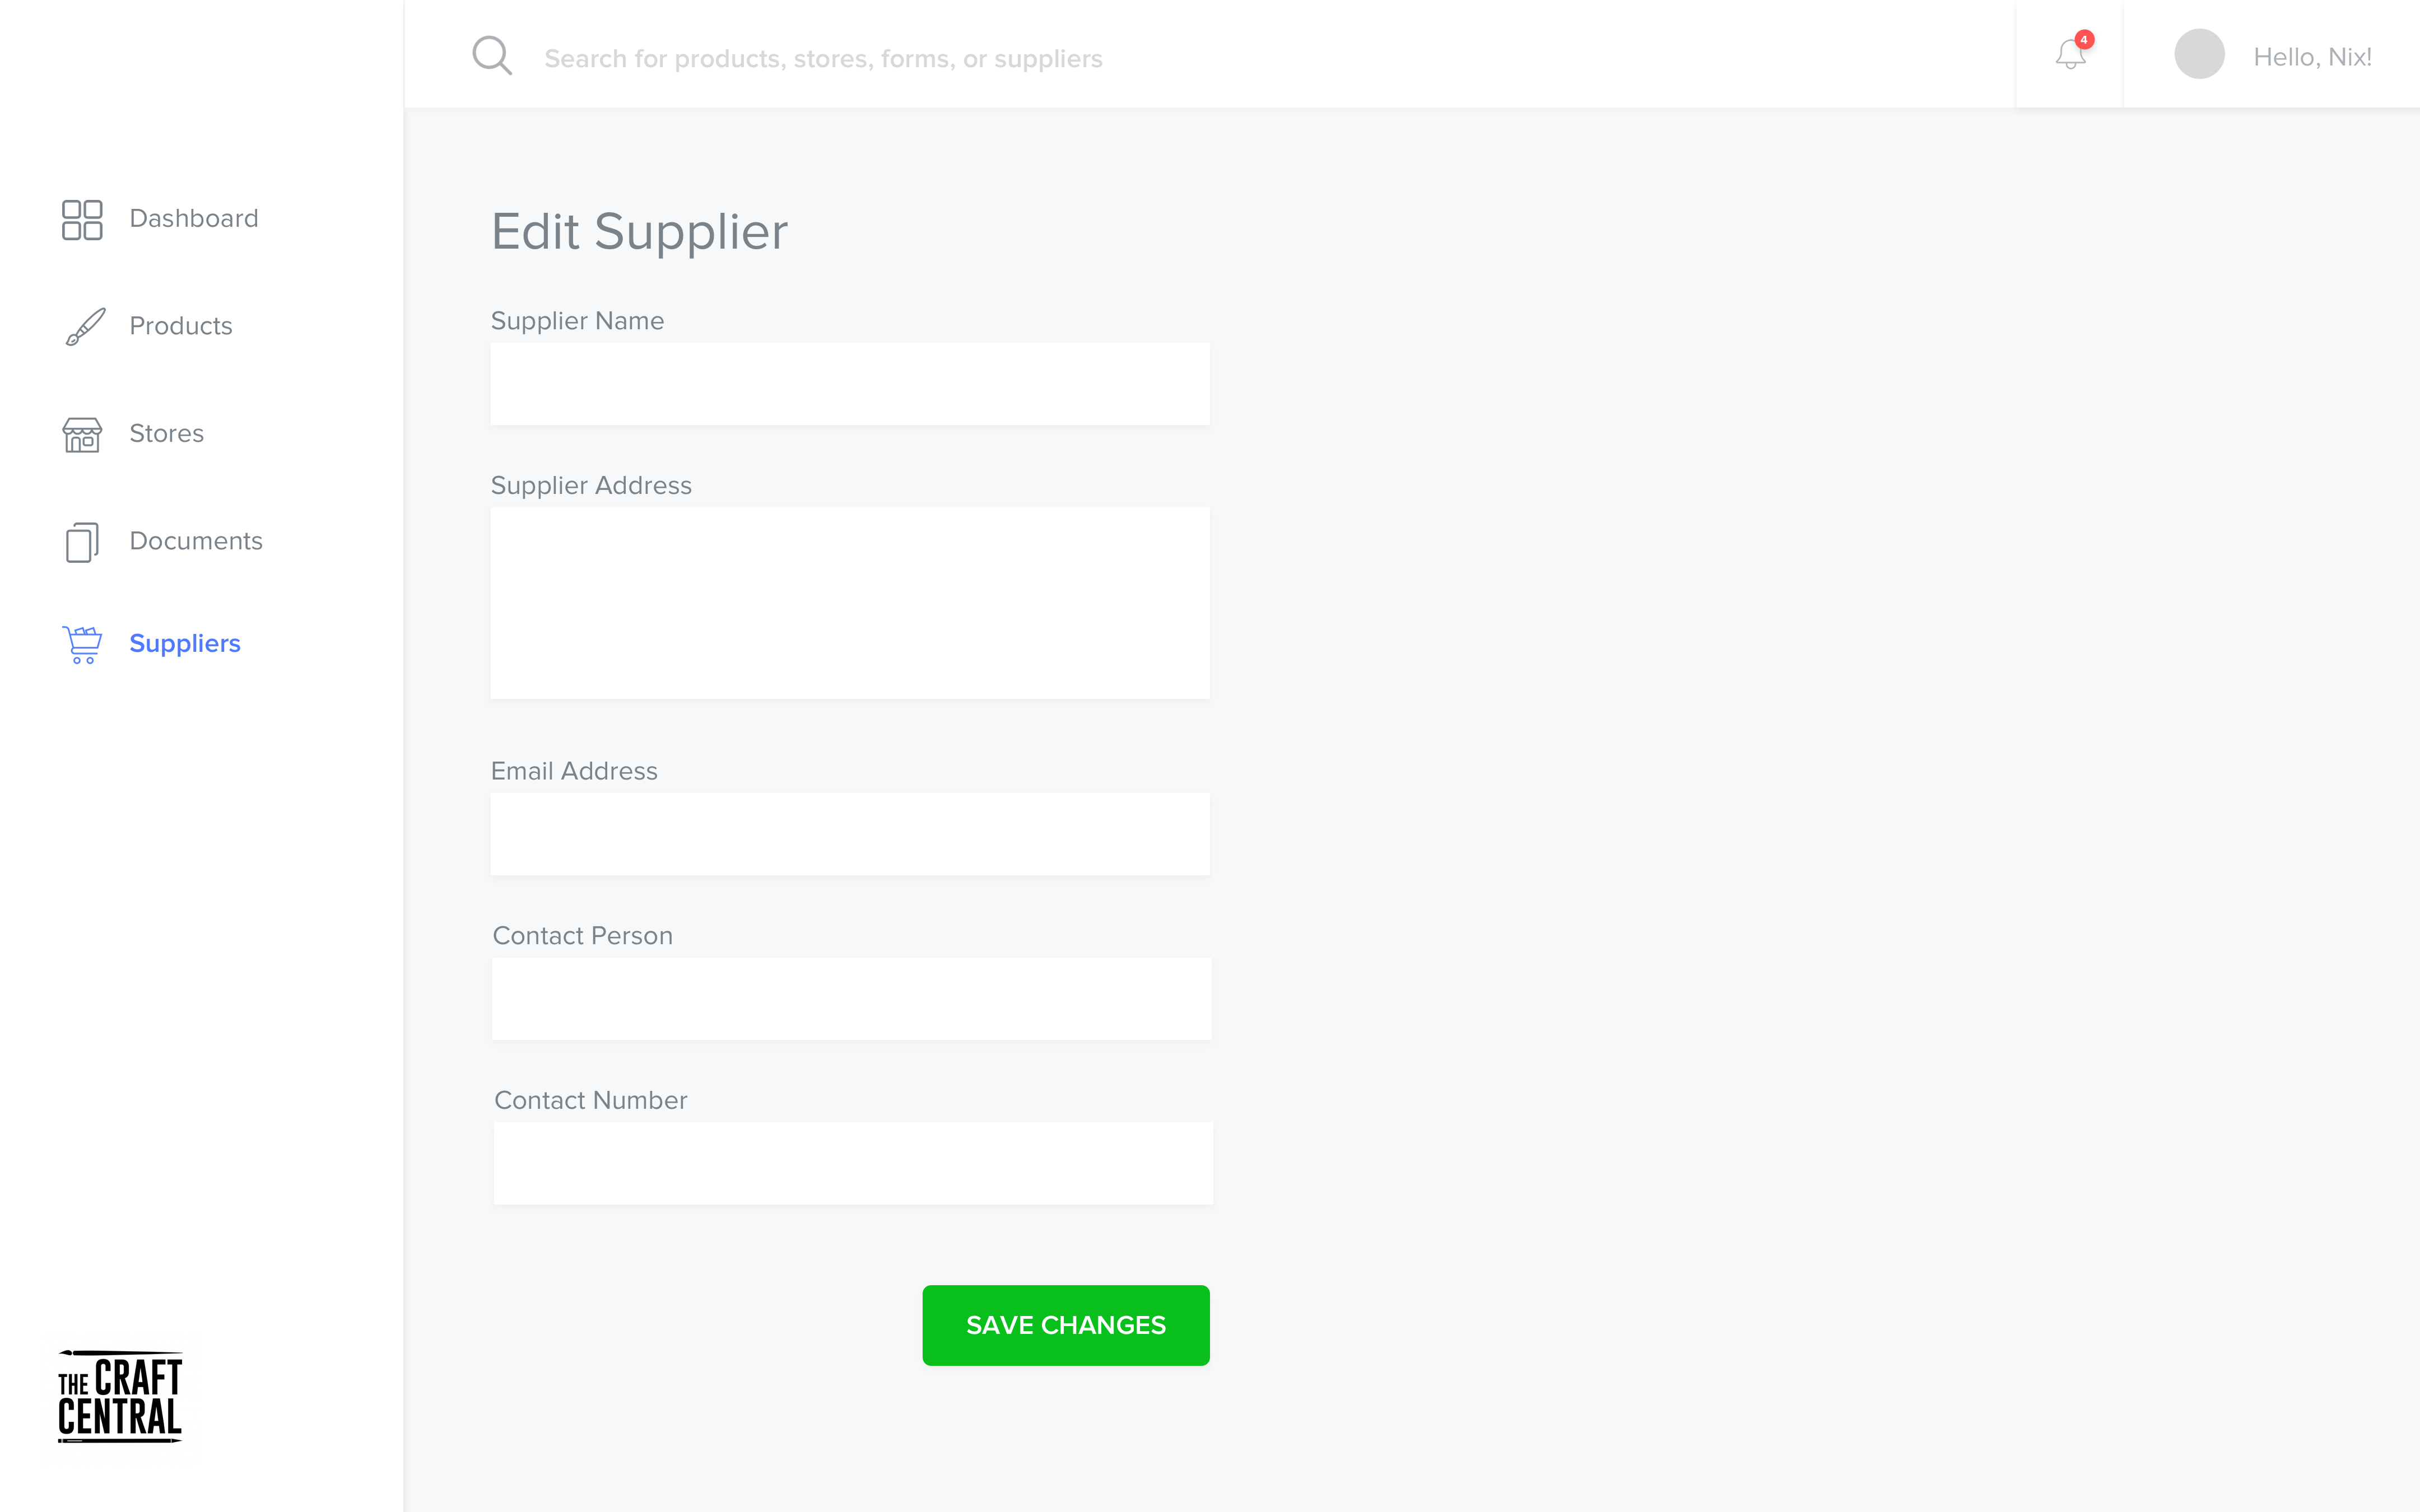 Search for products, stores, forms, or suppliers
4
Hello, Nix!
Dashboard
Products
Stores
Documents
Suppliers
Edit Supplier
Supplier Name
Supplier Address
Email Address
Contact Person
Contact Number
SAVE CHANGES
THE CRAFT
CENTRAL